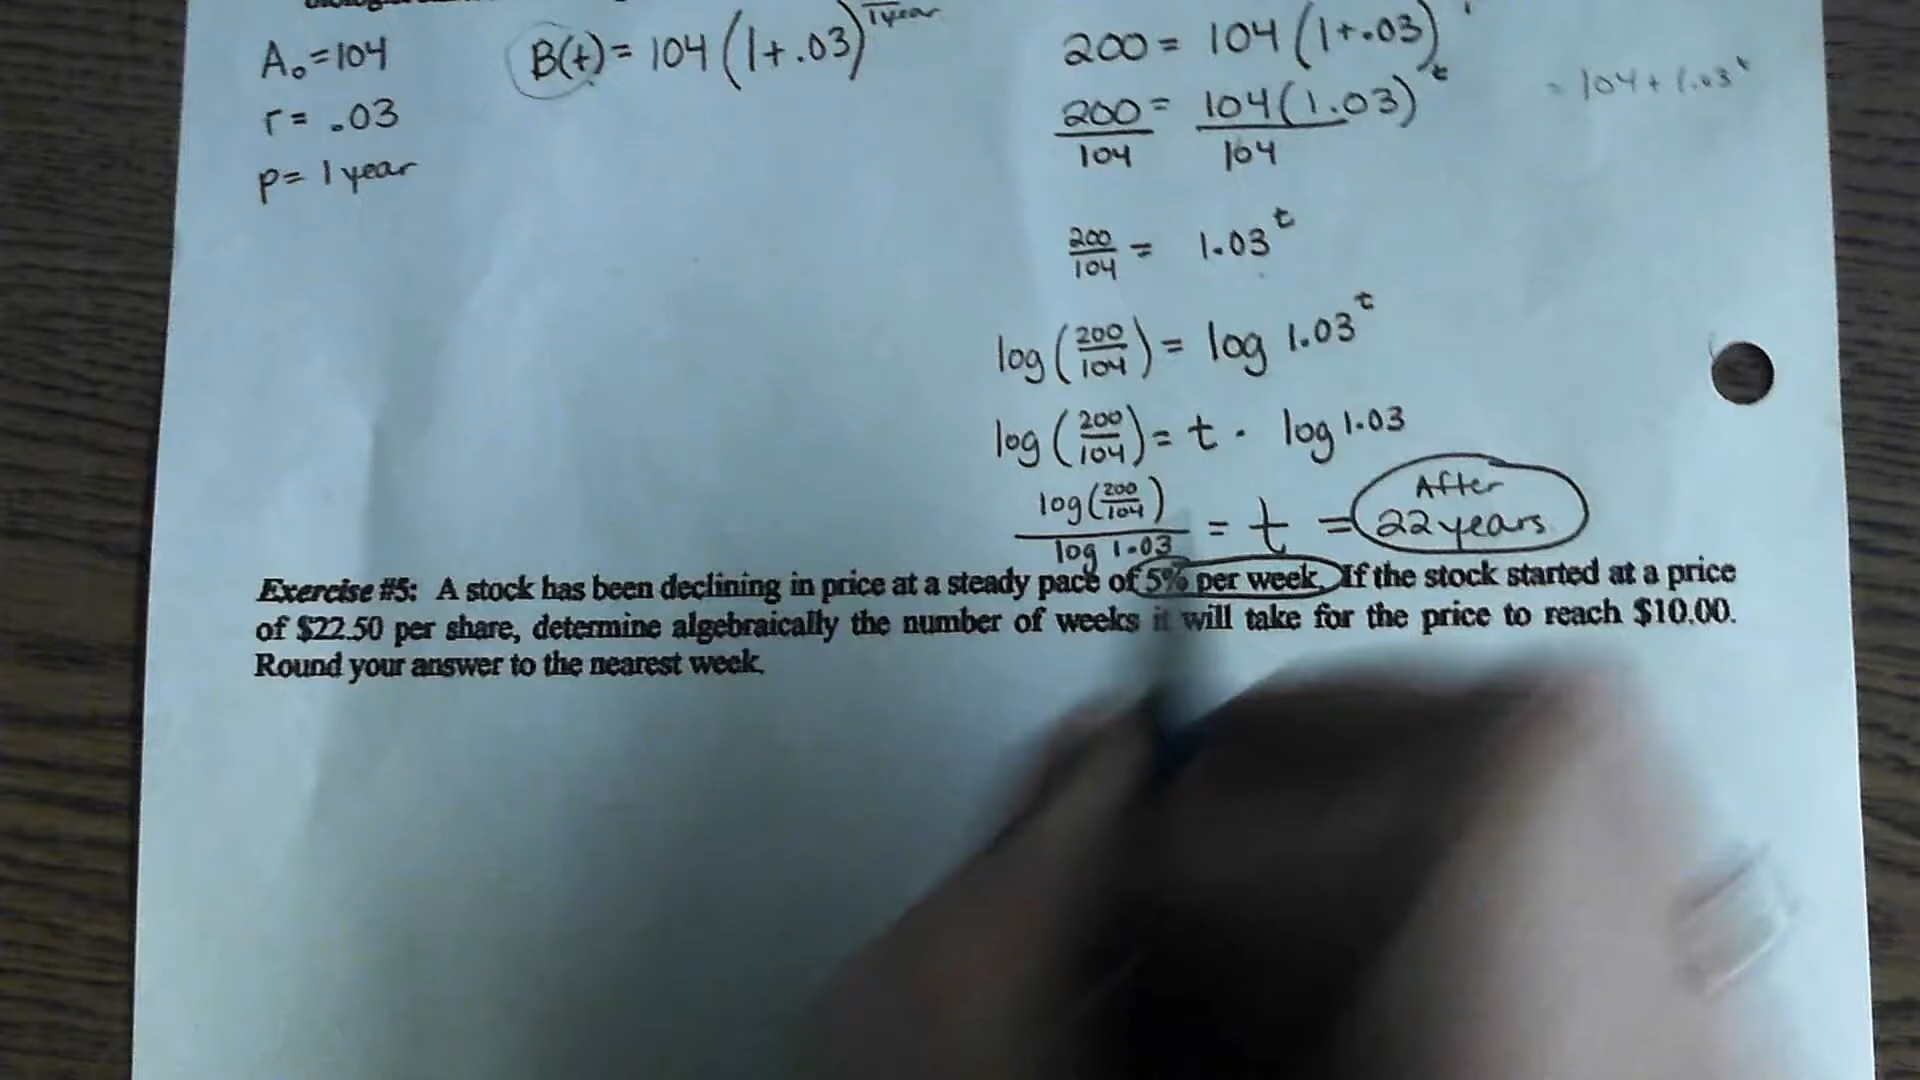 A₀=104
r= .03
p= 1 year
B(t)= 104(1+.03)^1year
200= 104(1+.03)
200/104 = 104(1.03)^t/104
= 104+1.03^t
200/104 = 1.03^t
log(200/104)= log 1.03^t
log(200/104)= t · log 1.03
log(200/104)/log 1.03 = t = After 22 years
Exercise #5: A stock has been declining in price at a steady pace of 5% per week. If the stock started at a price
of $22.50 per share, determine algebraically the number of weeks it will take for the price to reach $10.00.
Round your answer to the nearest week.